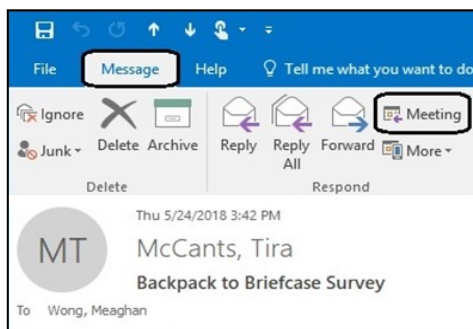 File Message Help Tell me what you want to do
Ignore Meeting
Junk Delete Archive Reply Reply All Forward More
Delete Respond
Thu 5/24/2018 3:42 PM
MT McCants, Tira
Backpack to Briefcase Survey
To Wong, Meaghan